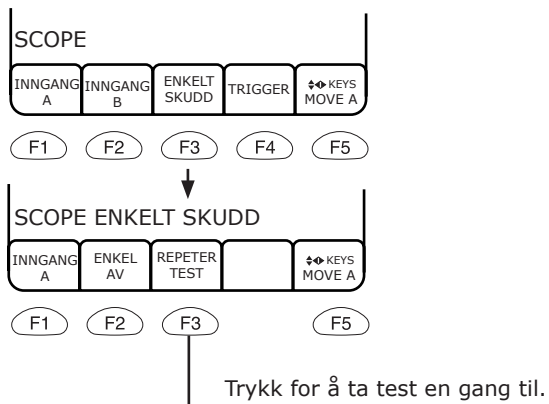 SCOPE
INNGANG A
INNGANG B
ENKELT SKUDD
TRIGGER
KEYS MOVE A
F1 F2 F3 F4 F5
SCOPE ENKELT SKUDD
INNGANG A
ENKEL AV
REPETER TEST
KEYS MOVE A
F1 F2 F3 F5
Trykk for å ta test en gang til.